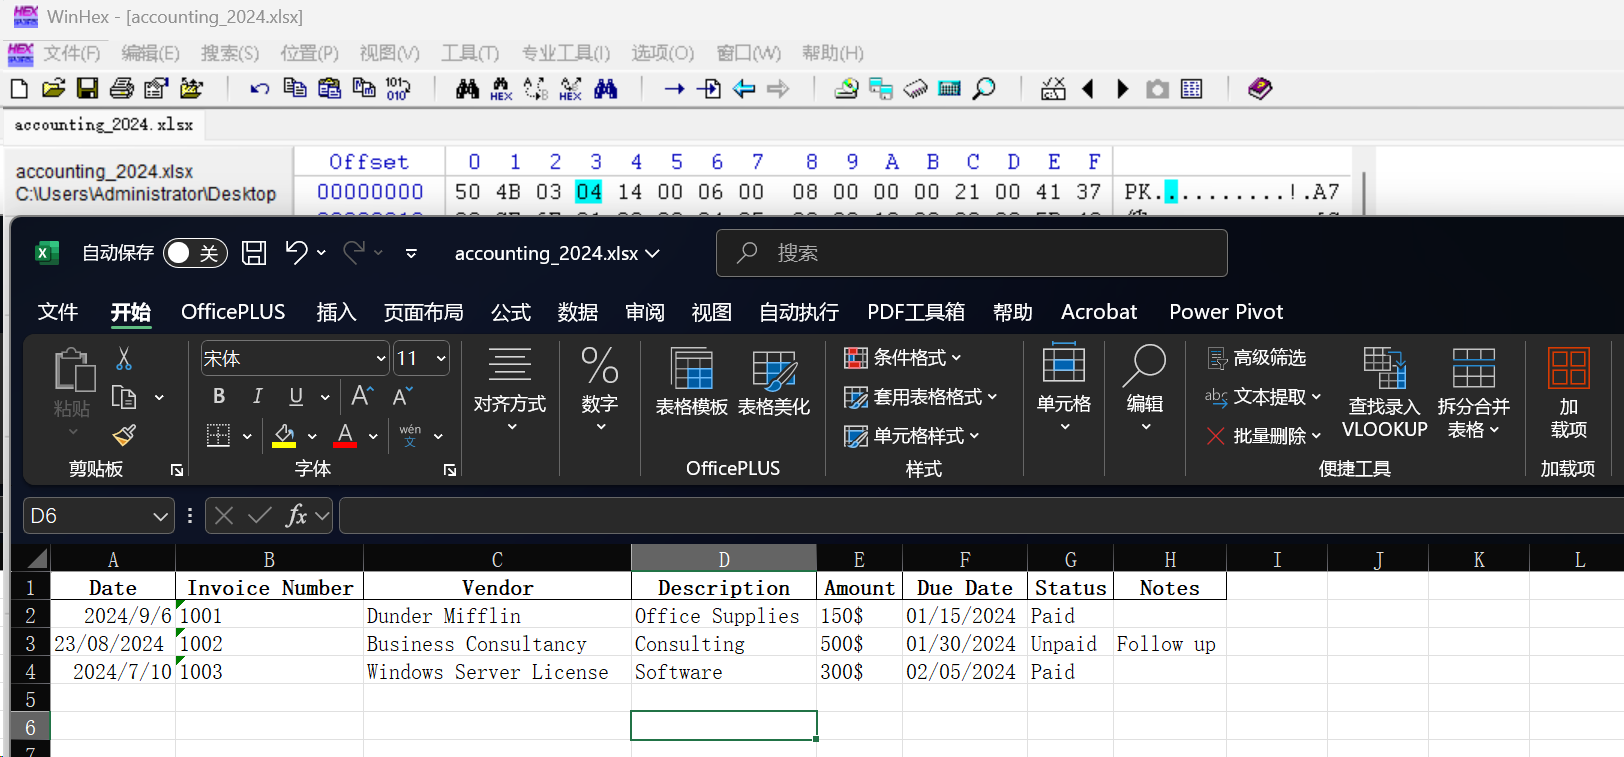 WinHex - [accounting_2024.xlsx]
文件(F) 编辑(E) 搜索(S) 位置(P) 视图(V) 工具(T) 专业工具(I) 选项(O) 窗口(W) 帮助(H)
accounting_2024.xlsx
accounting_2024.xlsx
C:\Users\Administrator\Desktop
Offset 0 1 2 3 4 5 6 7 8 9 A B C D E F
00000000 50 4B 03 04 14 00 06 00 08 00 00 00 21 00 41 37 PK..........!.A7
自动保存 关 accounting_2024.xlsx 搜索
文件 开始 OfficePLUS 插入 页面布局 公式 数据 审阅 视图 自动执行 PDF工具箱 帮助 Acrobat Power Pivot
粘贴
剪贴板
宋体 11
B I U A A
A wén 文
字体
对齐方式
数字
表格模板 表格美化
OfficePLUS
条件格式
套用表格格式
单元格样式
样式
单元格
编辑
高级筛选
文本提取
批量删除
查找录入 VLOOKUP
拆分合并 表格
便捷工具
加 载项
加载项
D6 fx
A B C D E F G H I J K L
1 Date Invoice Number Vendor Description Amount Due Date Status Notes
2 2024/9/6 1001 Dunder Mifflin Office Supplies 150$ 01/15/2024 Paid
3 23/08/2024 1002 Business Consultancy Consulting 500$ 01/30/2024 Unpaid Follow up
4 2024/7/10 1003 Windows Server License Software 300$ 02/05/2024 Paid
5
6
7